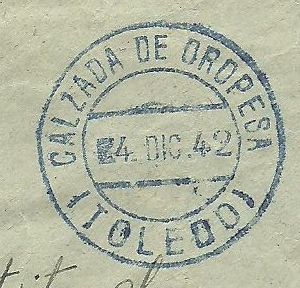 CALZADA DE OROPESA
4. DIC. 42
(TOLEDO)